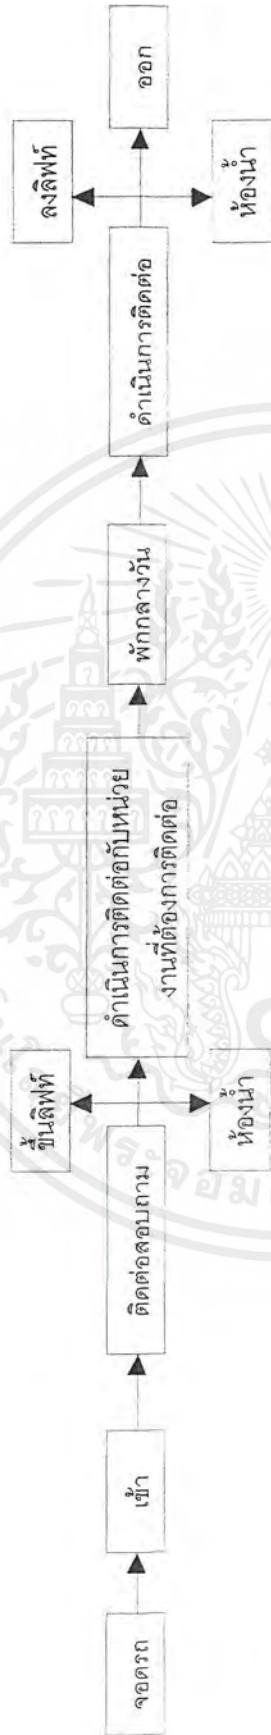 จอดรถ
เข้า
ติดต่อสอบถาม
ขึ้นลิฟท์
ห้องน้ำ
ดำเนินการติดต่อกับหน่วย
งานที่ต้องการติดต่อ
พักกลางวัน
ดำเนินการติดต่อ
ลงลิฟท์
ห้องน้ำ
ออก